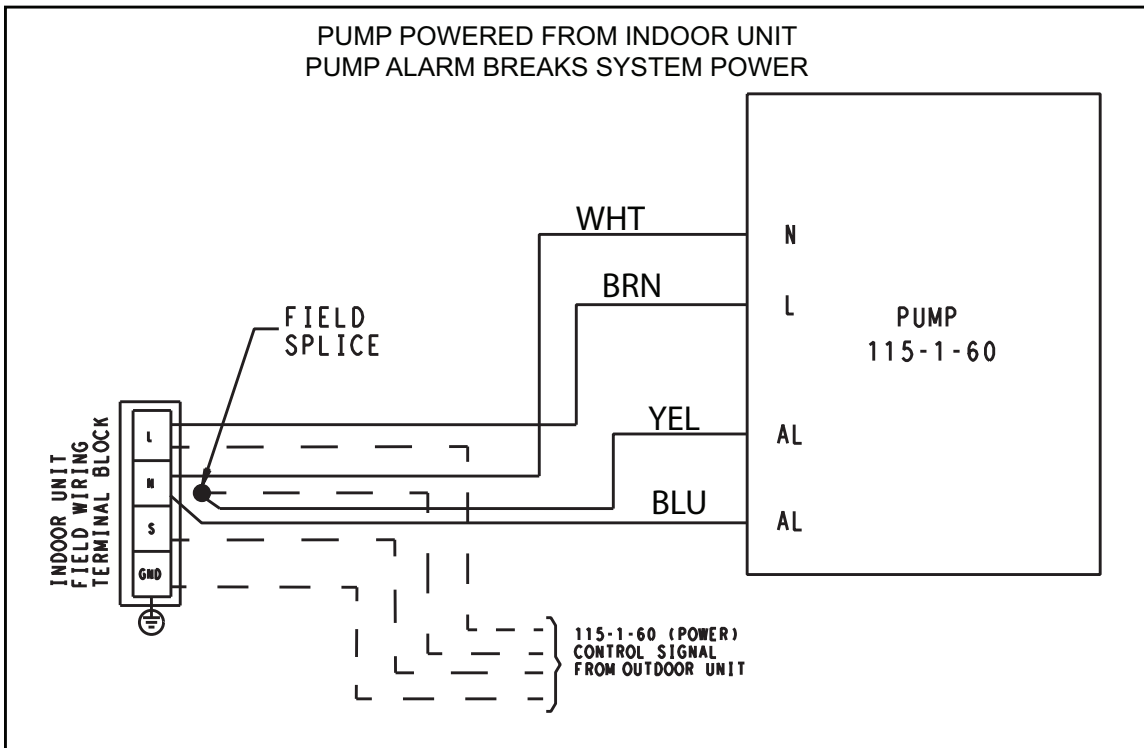 PUMP POWERED FROM INDOOR UNIT
PUMP ALARM BREAKS SYSTEM POWER
WHT
N
BRN
L
PUMP
115-1-60
FIELD
SPLICE
YEL
AL
BLU
AL
INDOOR UNIT
FIELD WIRING
TERMINAL BLOCK
L
N
S
GND
115-1-60 (POWER)
CONTROL SIGNAL
FROM OUTDOOR UNIT